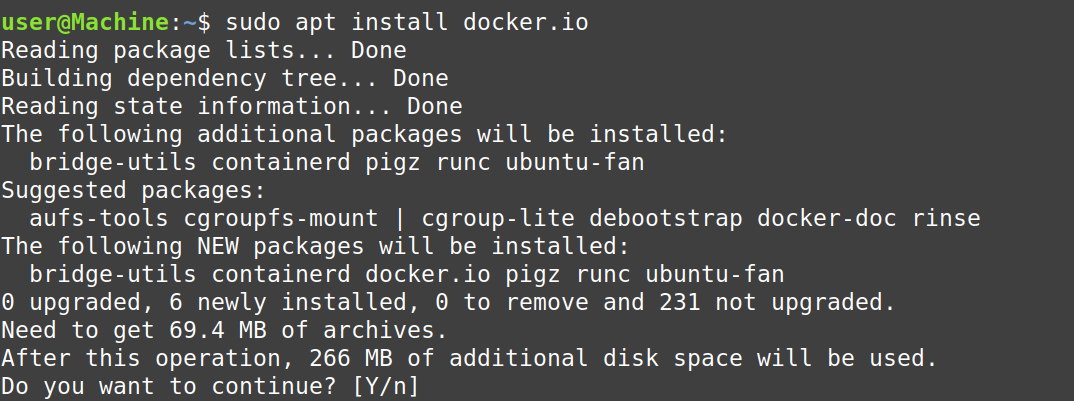 user@Machine:~$ sudo apt install docker.io
Reading package lists... Done
Building dependency tree... Done
Reading state information... Done
The following additional packages will be installed:
  bridge-utils containerd pigz runc ubuntu-fan
Suggested packages:
  aufs-tools cgroupfs-mount | cgroup-lite debootstrap docker-doc rinse
The following NEW packages will be installed:
  bridge-utils containerd docker.io pigz runc ubuntu-fan
0 upgraded, 6 newly installed, 0 to remove and 231 not upgraded.
Need to get 69.4 MB of archives.
After this operation, 266 MB of additional disk space will be used.
Do you want to continue? [Y/n]